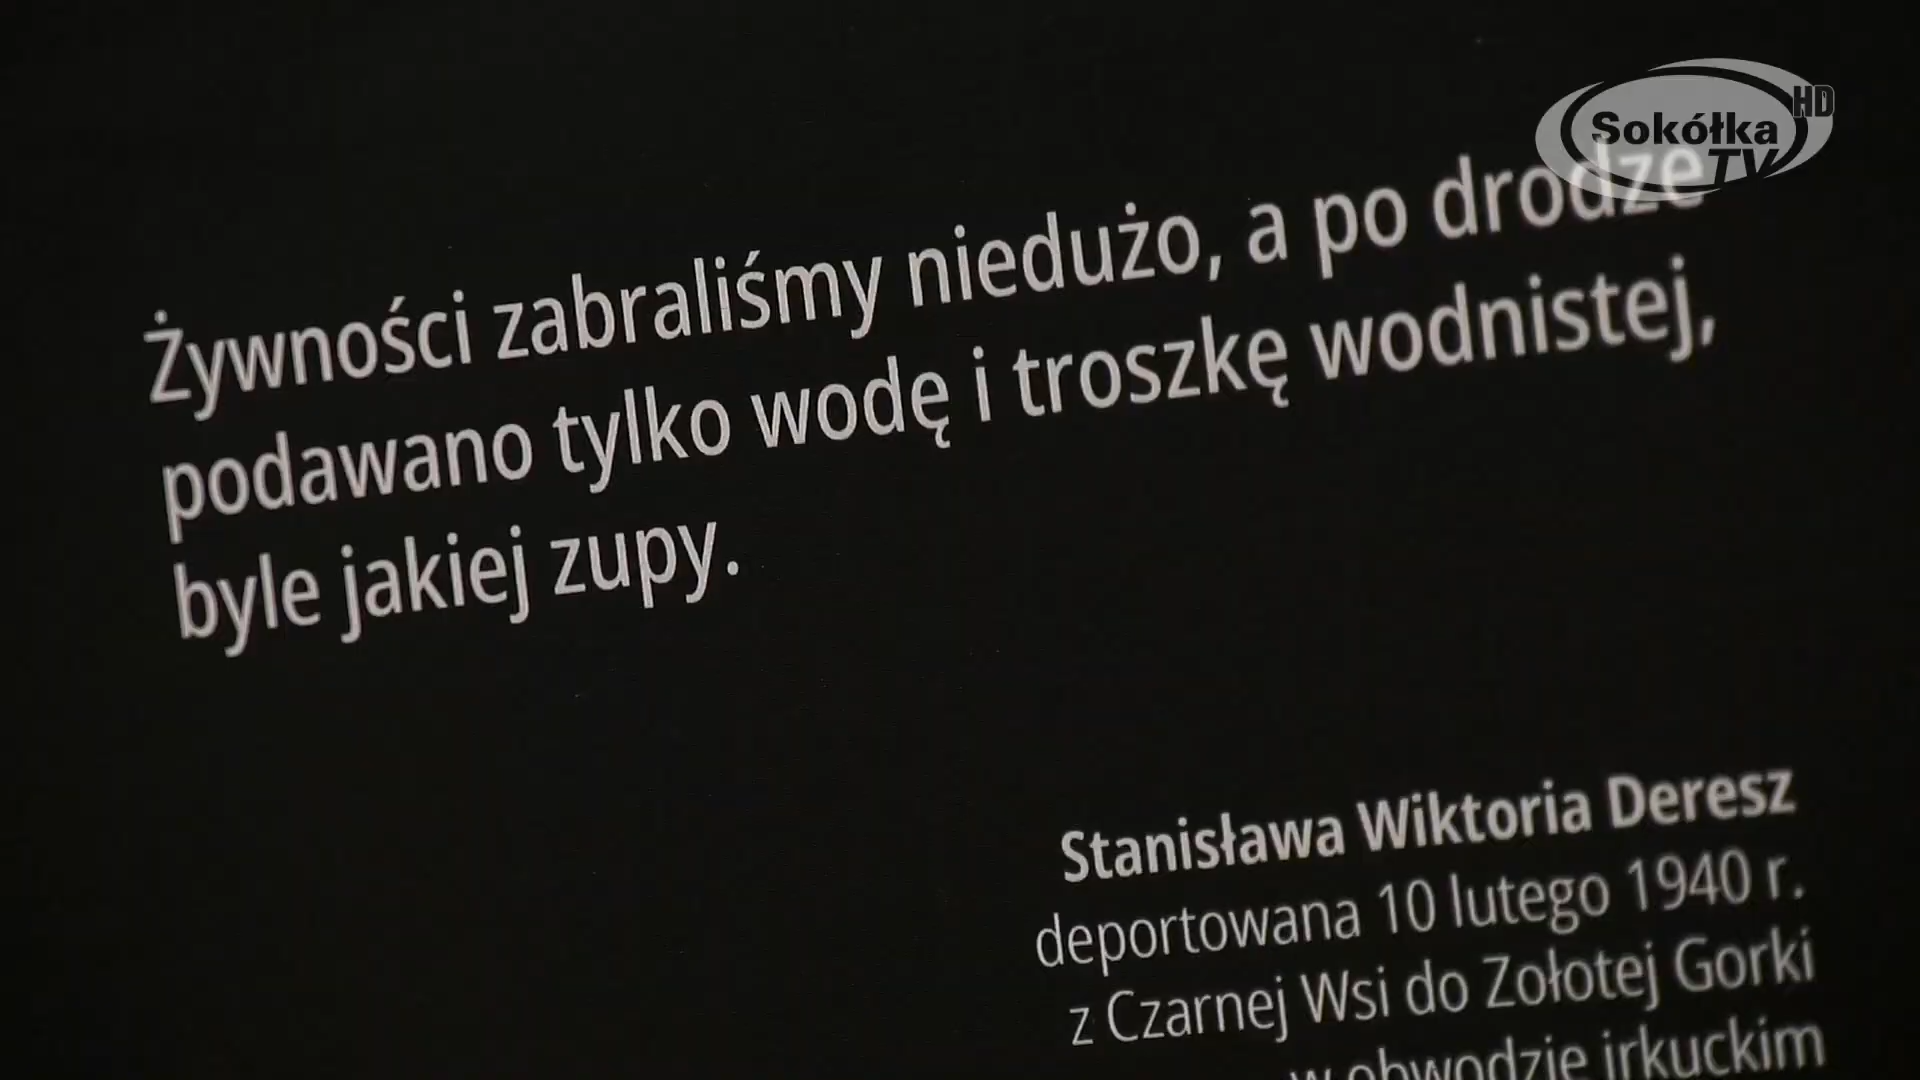 Sokółka HD
TV
Żywności zabraliśmy niedużo, a po drodze
podawano tylko wodę i troszkę wodnistej,
byle jakiej zupy.
Stanisława Wiktoria Deresz
deportowana 10 lutego 1940 r.
z Czarnej Wsi do Zołotej Gorki
w obwodzie irkuckim